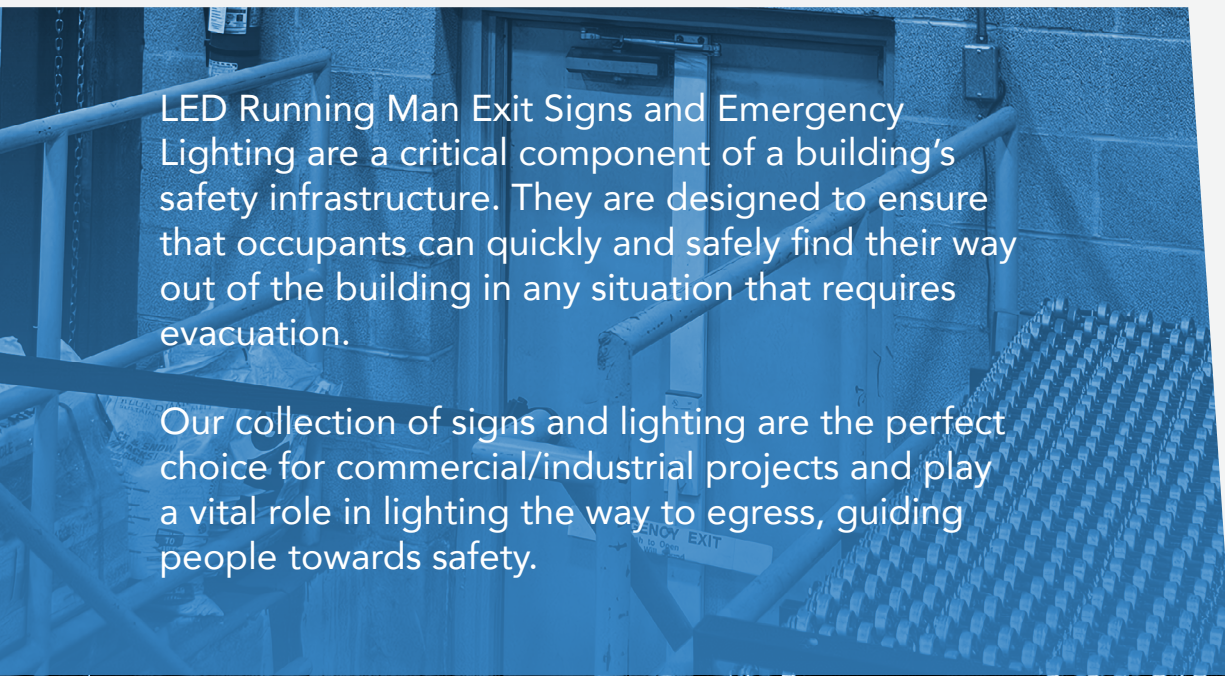 LED Running Man Exit Signs and Emergency
Lighting are a critical component of a building’s
safety infrastructure. They are designed to ensure
that occupants can quickly and safely find their way
out of the building in any situation that requires
evacuation.
Our collection of signs and lighting are the perfect
choice for commercial/industrial projects and play
a vital role in lighting the way to egress, guiding
people towards safety.
EXIT
to Open